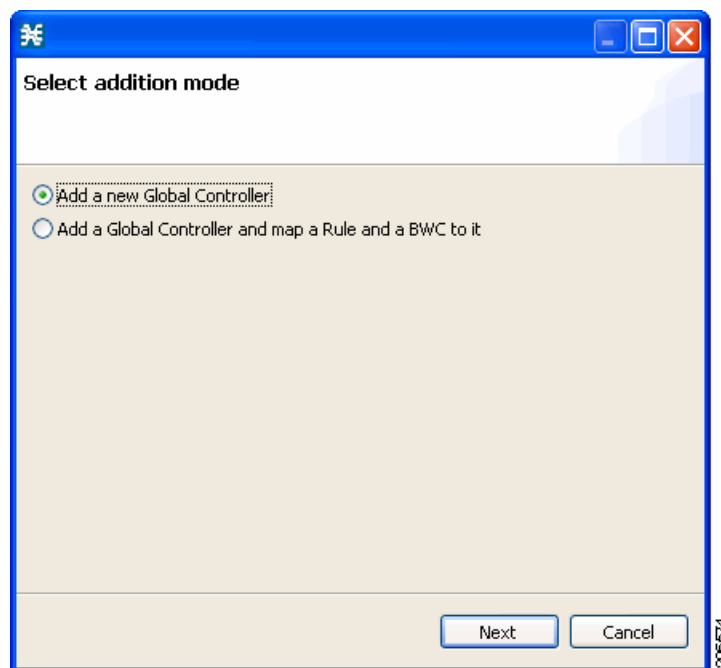 Select addition mode
Add a new Global Controller
Add a Global Controller and map a Rule and a BWC to it
Next
Cancel